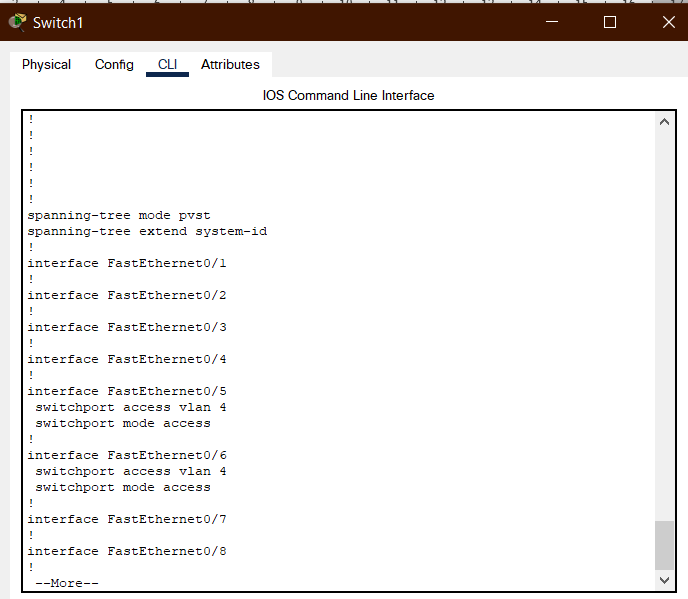 Switch1
Physical Config CLI Attributes
IOS Command Line Interface
!
!
!
!
!
!
spanning-tree mode pvst
spanning-tree extend system-id
!
interface FastEthernet0/1
!
interface FastEthernet0/2
!
interface FastEthernet0/3
!
interface FastEthernet0/4
!
interface FastEthernet0/5
 switchport access vlan 4
 switchport mode access
!
interface FastEthernet0/6
 switchport access vlan 4
 switchport mode access
!
interface FastEthernet0/7
!
interface FastEthernet0/8
!
 --More--